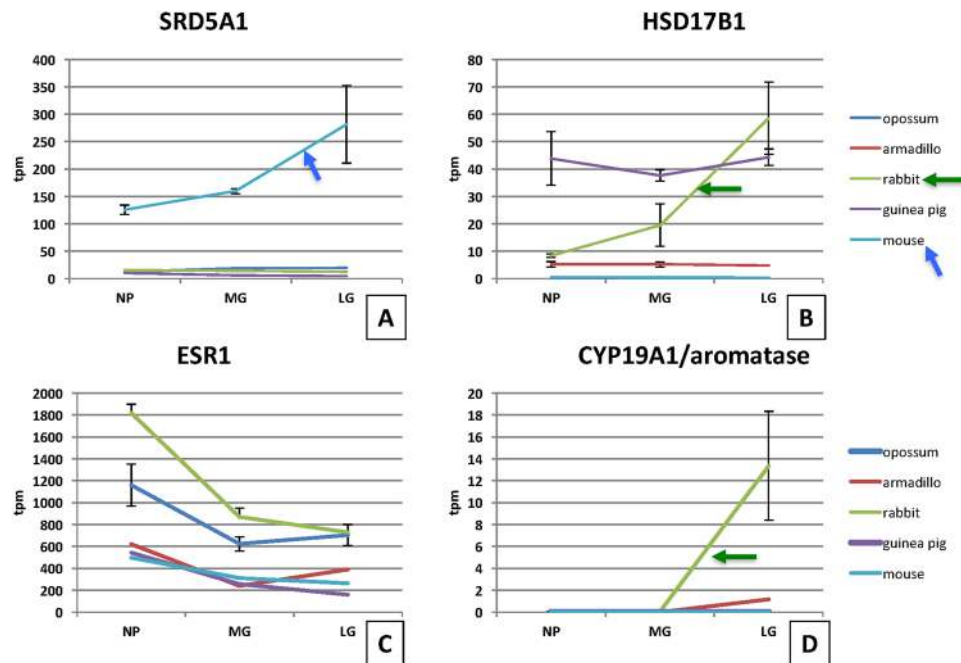 SRD5A1
400
350
300
250
200
150
100
50
0
tpm
NP MG LG
A
HSD17B1
80
70
60
50
40
30
20
10
0
tpm
NP MG LG
B
opossum
armadillo
rabbit
guinea pig
mouse
ESR1
2000
1800
1600
1400
1200
1000
800
600
400
200
0
tpm
NP MG LG
C
CYP19A1/aromatase
20
18
16
14
12
10
8
6
4
2
0
tpm
NP MG LG
D
opossum
armadillo
rabbit
guinea pig
mouse